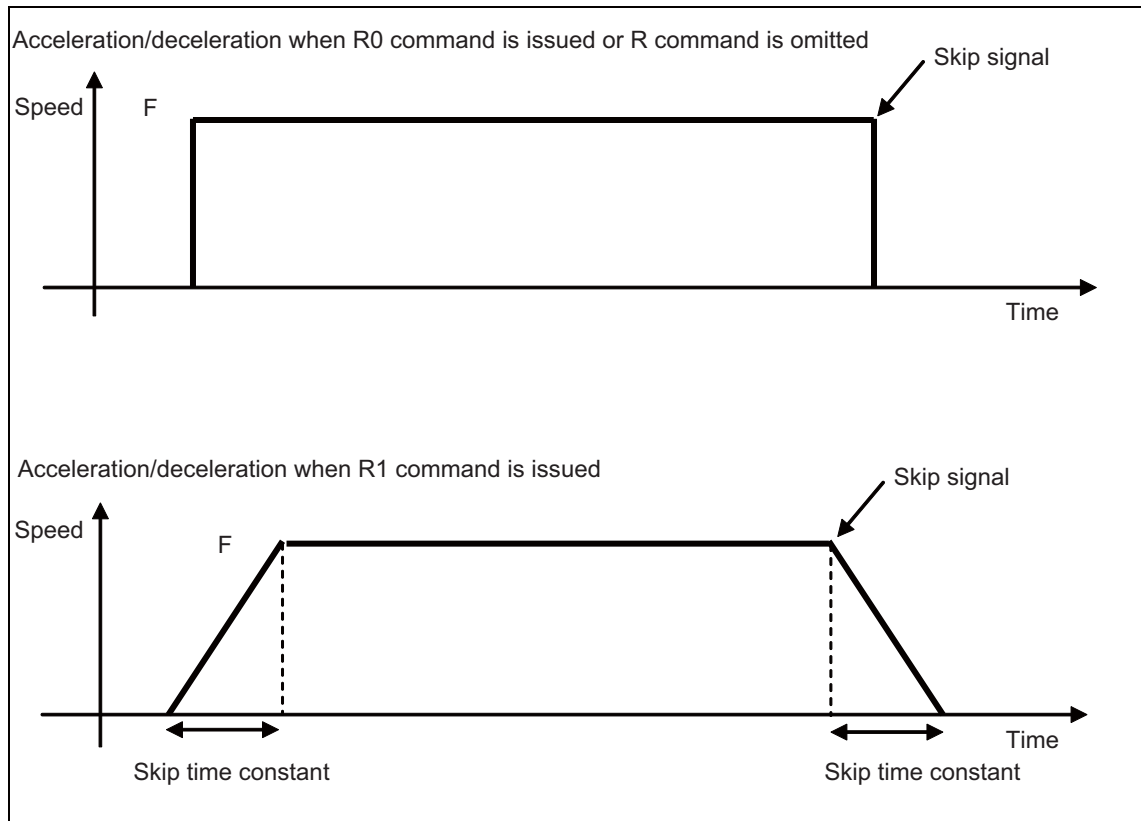 Acceleration/deceleration when R0 command is issued or R command is omitted
Skip signal
Speed
F
Time
Acceleration/deceleration when R1 command is issued
Skip signal
Speed
F
Time
Skip time constant
Skip time constant